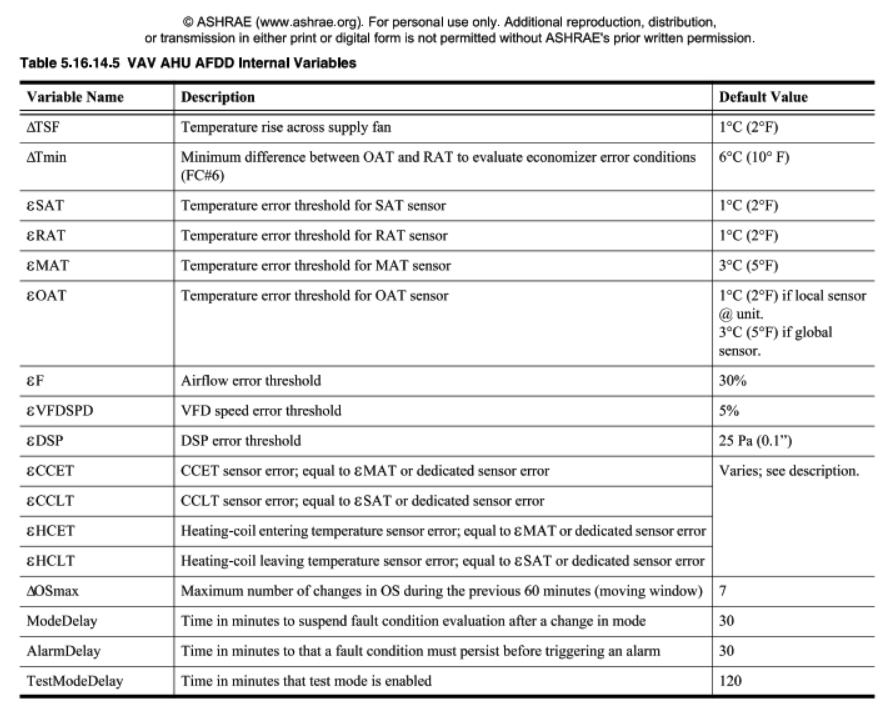 © ASHRAE (www.ashrae.org). For personal use only. Additional reproduction, distribution,
or transmission in either print or digital form is not permitted without ASHRAE's prior written permission.
Table 5.16.14.5 VAV AHU AFDD Internal Variables
Variable Name Description Default Value
ΔTSF Temperature rise across supply fan 1°C (2°F)
ΔTmin Minimum difference between OAT and RAT to evaluate economizer error conditions 6°C (10° F)
(FC#6)
εSAT Temperature error threshold for SAT sensor 1°C (2°F)
εRAT Temperature error threshold for RAT sensor 1°C (2°F)
εMAT Temperature error threshold for MAT sensor 3°C (5°F)
εOAT Temperature error threshold for OAT sensor 1°C (2°F) if local sensor
@ unit.
3°C (5°F) if global
sensor.
εF Airflow error threshold 30%
εVFDSPD VFD speed error threshold 5%
εDSP DSP error threshold 25 Pa (0.1”)
εCCET CCET sensor error; equal to εMAT or dedicated sensor error Varies; see description.
εCCLT CCLT sensor error; equal to εSAT or dedicated sensor error
εHCET Heating-coil entering temperature sensor error; equal to εMAT or dedicated sensor error
εHCLT Heating-coil leaving temperature sensor error; equal to εSAT or dedicated sensor error
ΔOSmax Maximum number of changes in OS during the previous 60 minutes (moving window) 7
ModeDelay Time in minutes to suspend fault condition evaluation after a change in mode 30
AlarmDelay Time in minutes to that a fault condition must persist before triggering an alarm 30
TestModeDelay Time in minutes that test mode is enabled 120